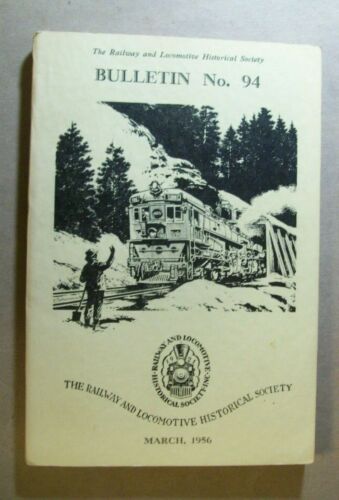 The Railway and Locomotive Historical Society
BULLETIN No. 94
RAILWAY AND LOCOMOTIVE
HISTORICAL SOCIETY, INC.
THE RAILWAY AND LOCOMOTIVE HISTORICAL SOCIETY
MARCH, 1956